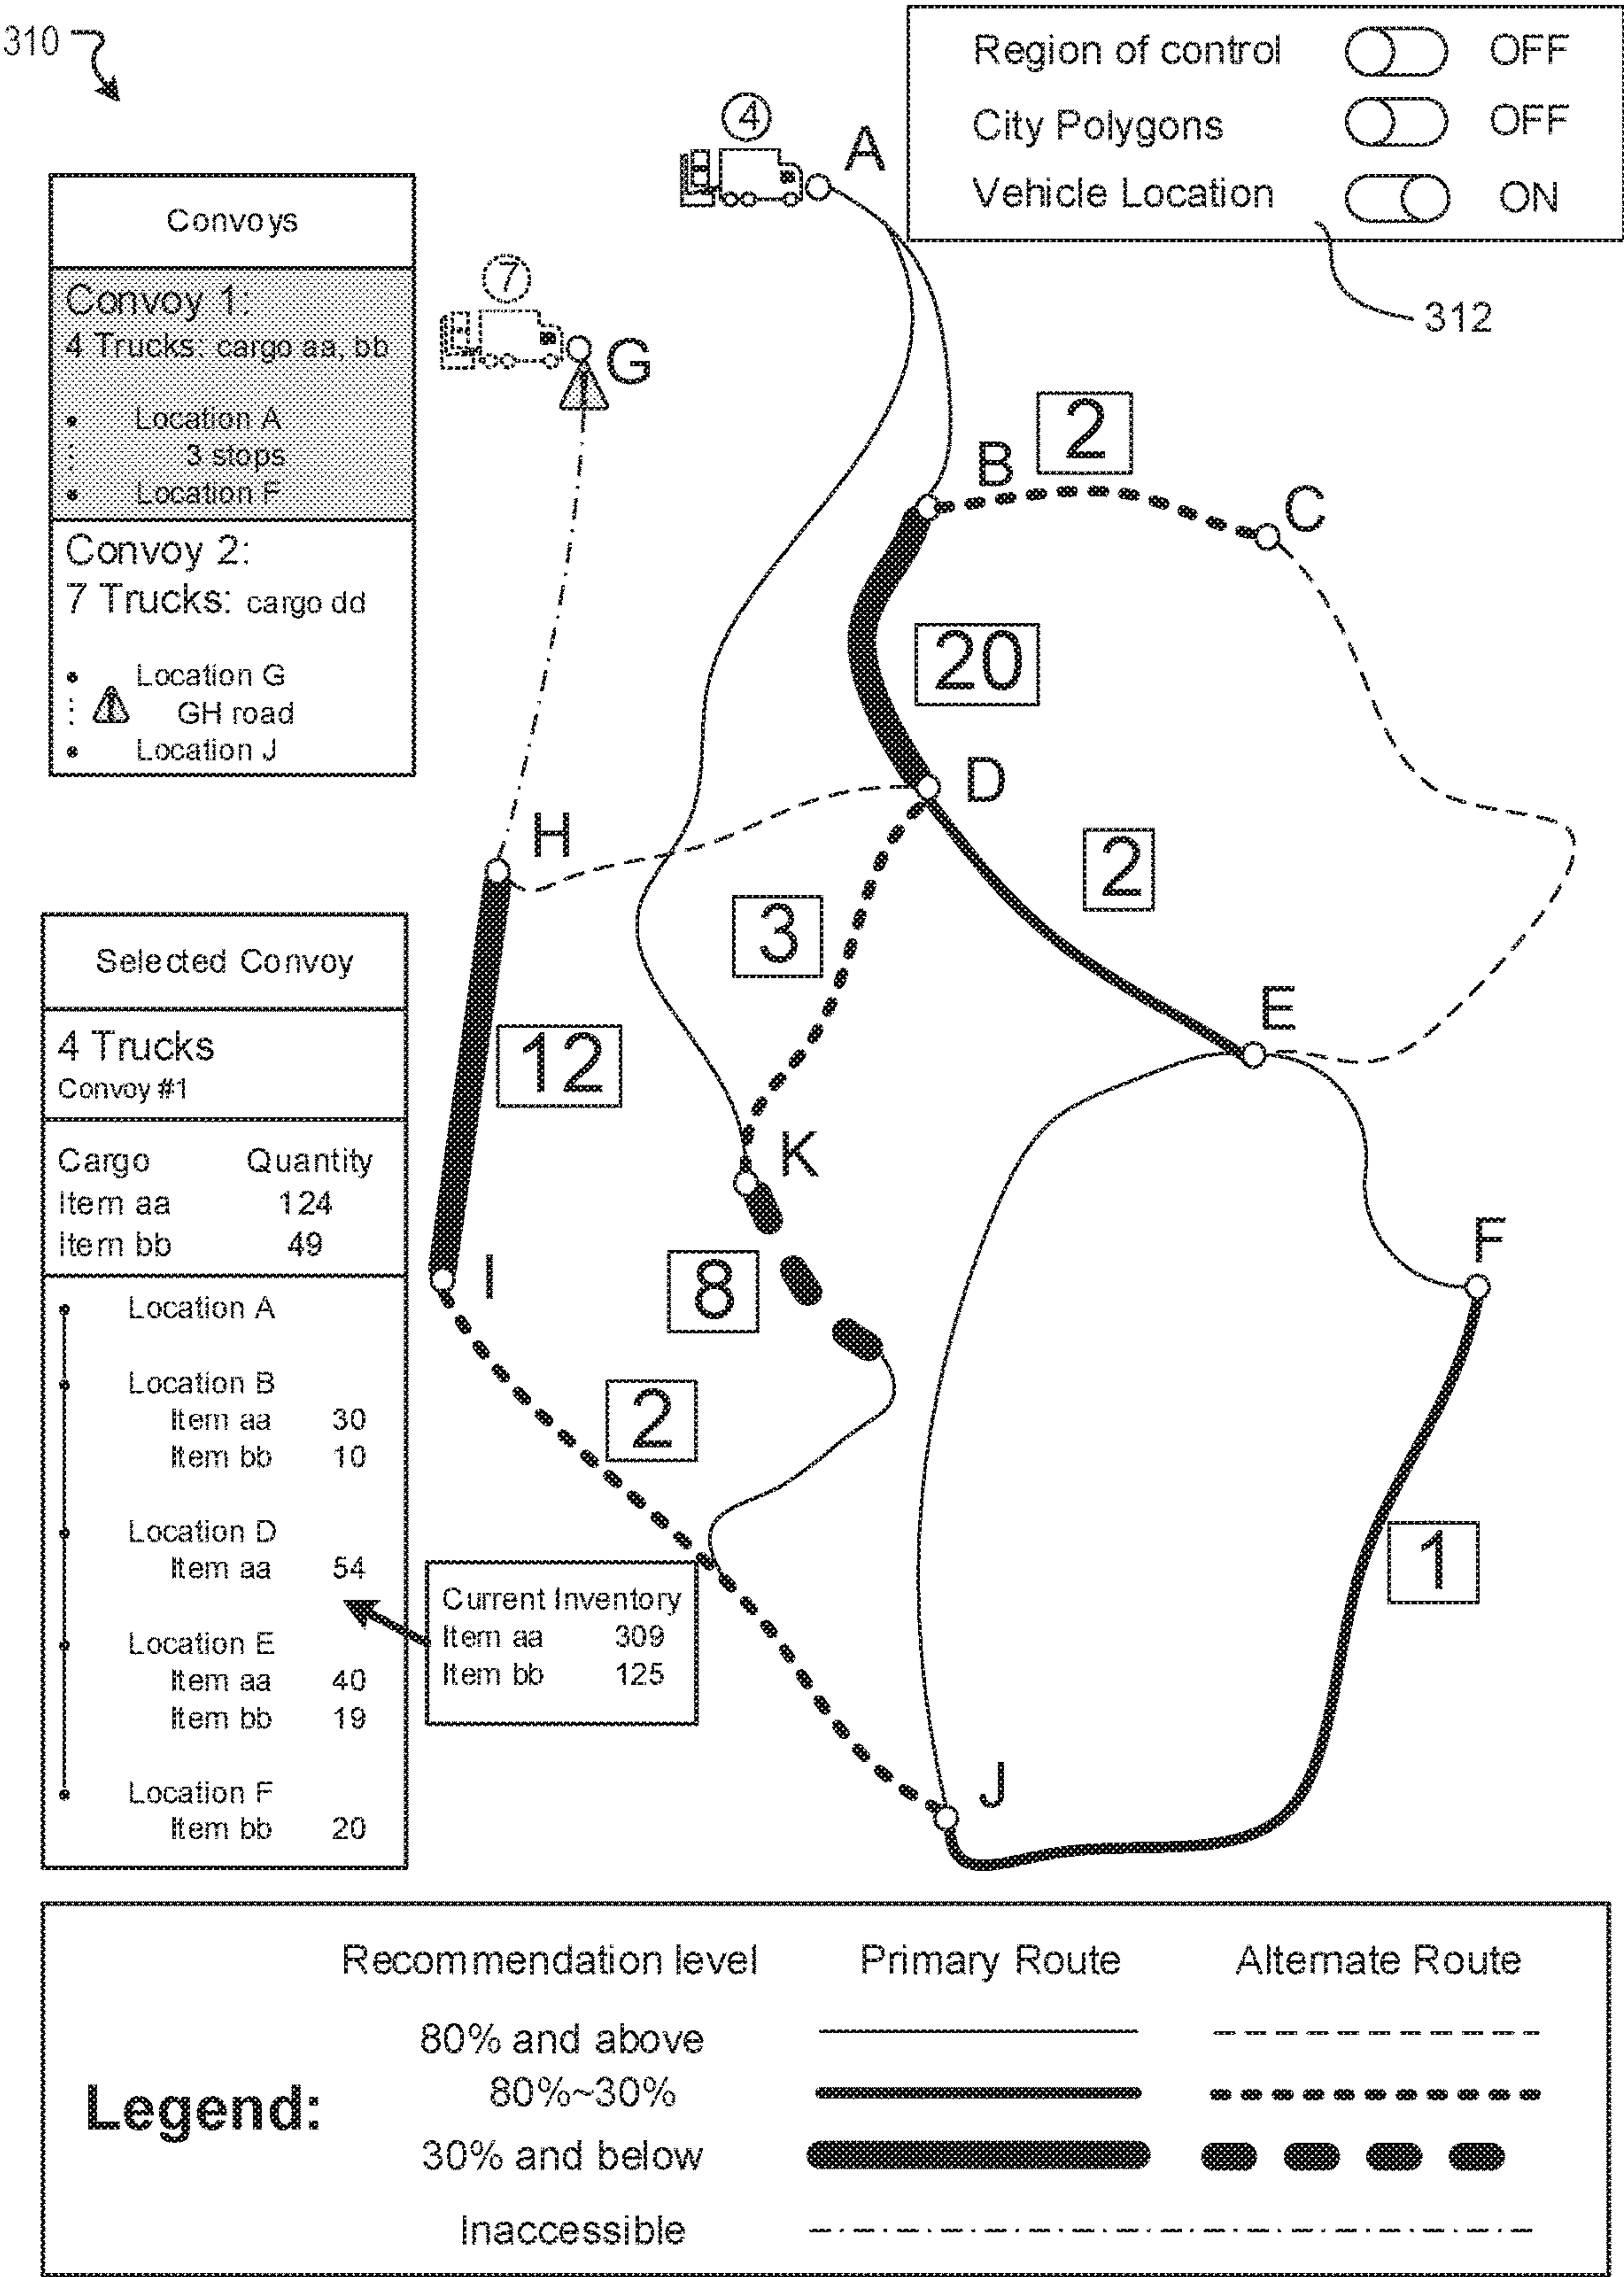 310
Region of control OFF
City Polygons OFF
Vehicle Location ON
312
4
A
Convoys
Convoy 1:
4 Trucks: cargo aa, bb
Location A
3 stops
Location F
Convoy 2:
7 Trucks: cargo dd
Location G
GH road
Location J
7
G
B
2
C
20
D
H
2
3
E
12
K
F
I
8
2
1
J
Selected Convoy
4 Trucks
Convoy #1
Cargo Quantity
Item aa 124
Item bb 49
Location A
Location B
Item aa 30
Item bb 10
Location D
Item aa 54
Location E
Item aa 40
Item bb 19
Location F
Item bb 20
Current Inventory
Item aa 309
Item bb 125
Legend:
Recommendation level Primary Route Alternate Route
80% and above
80%~30%
30% and below
Inaccessible